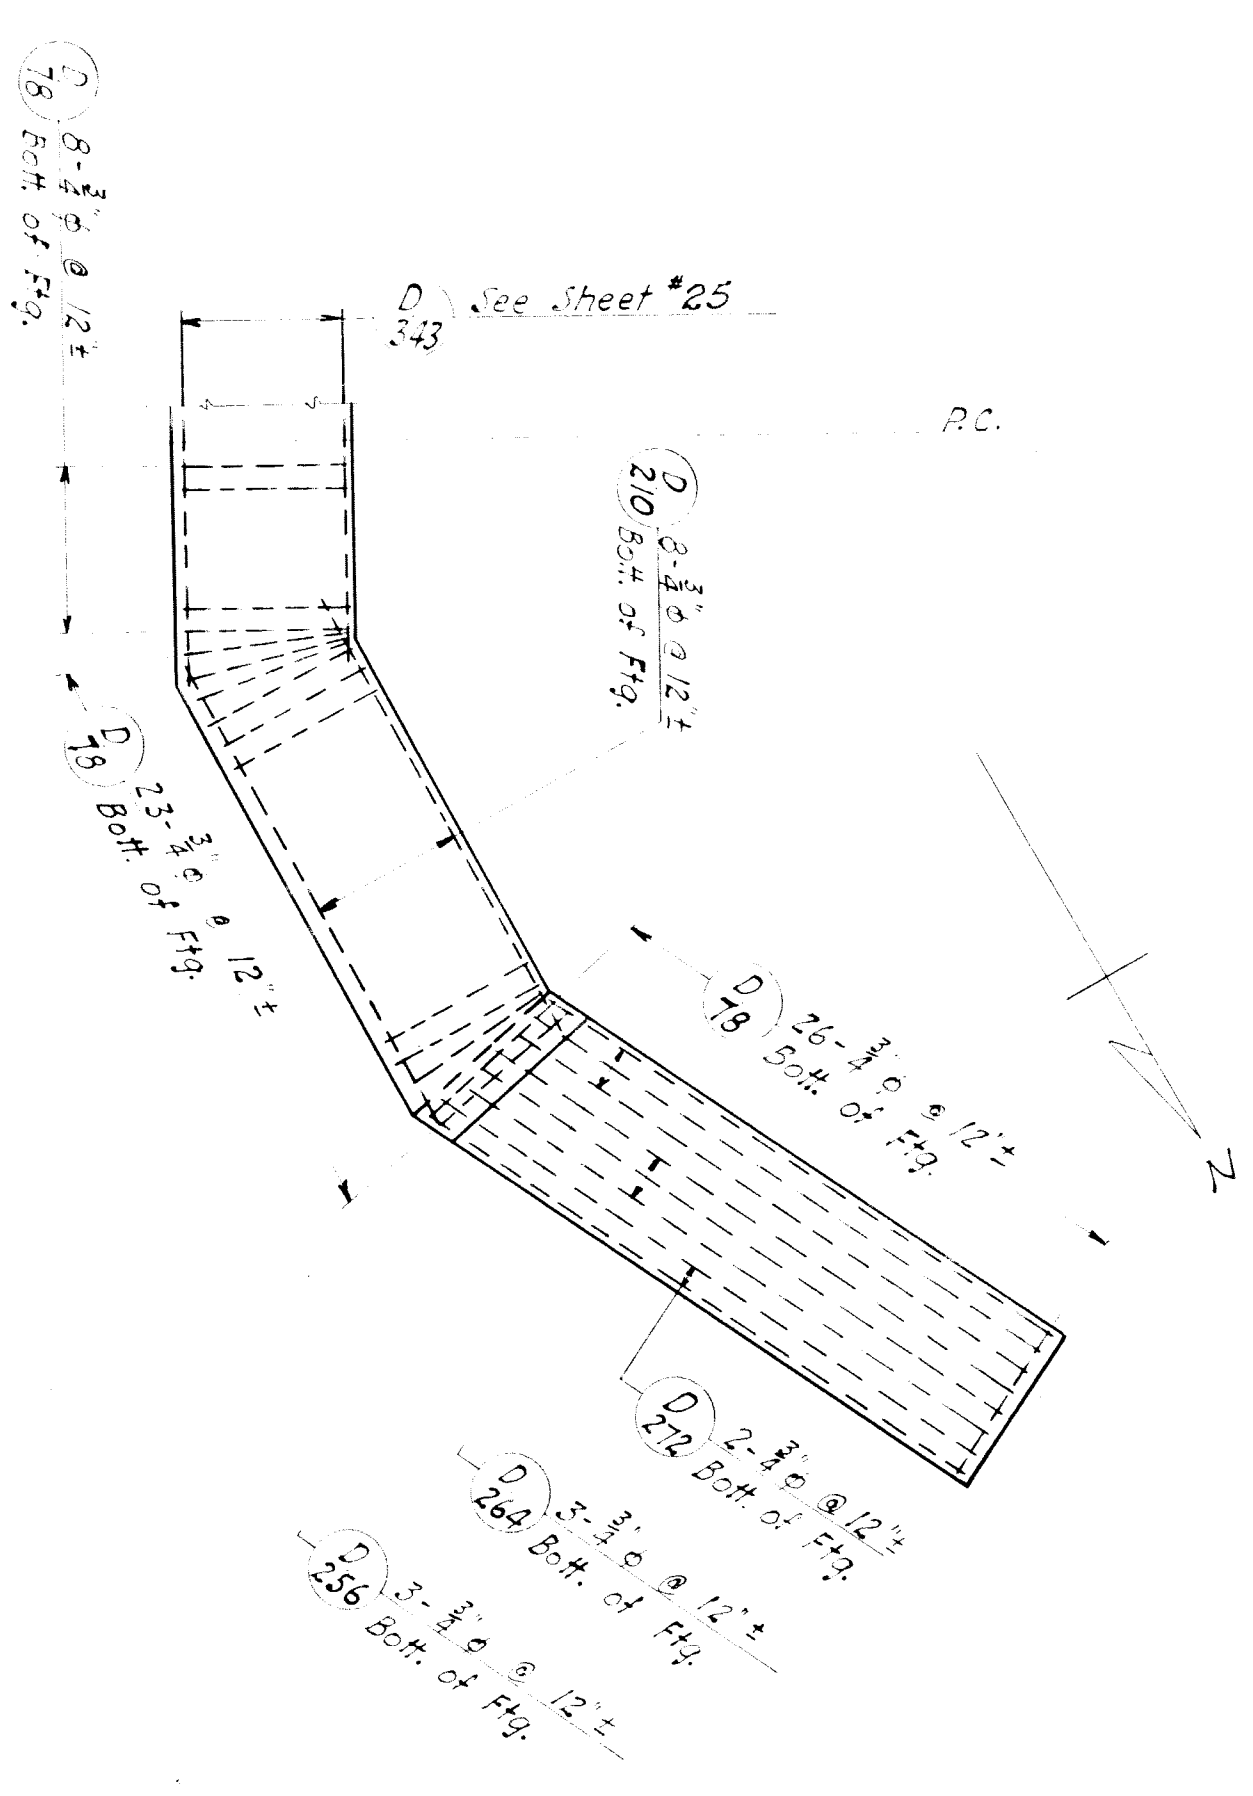 D
78
8-3/4"φ @ 12"±
Bott. of Ftg.
D
343
See Sheet #25
P.C.
D
210
8-3/4"φ @ 12"±
Bott. of Ftg.
D
78
23-3/4"φ @ 12"±
Bott. of Ftg.
D
78
26-3/4"φ @ 12"±
Bott. of Ftg.
N
D
272
2-3/4"φ @ 12"±
Bott. of Ftg.
D
264
3-3/4"φ @ 12"±
Bott. of Ftg.
D
256
3-3/4"φ @ 12"±
Bott. of Ftg.